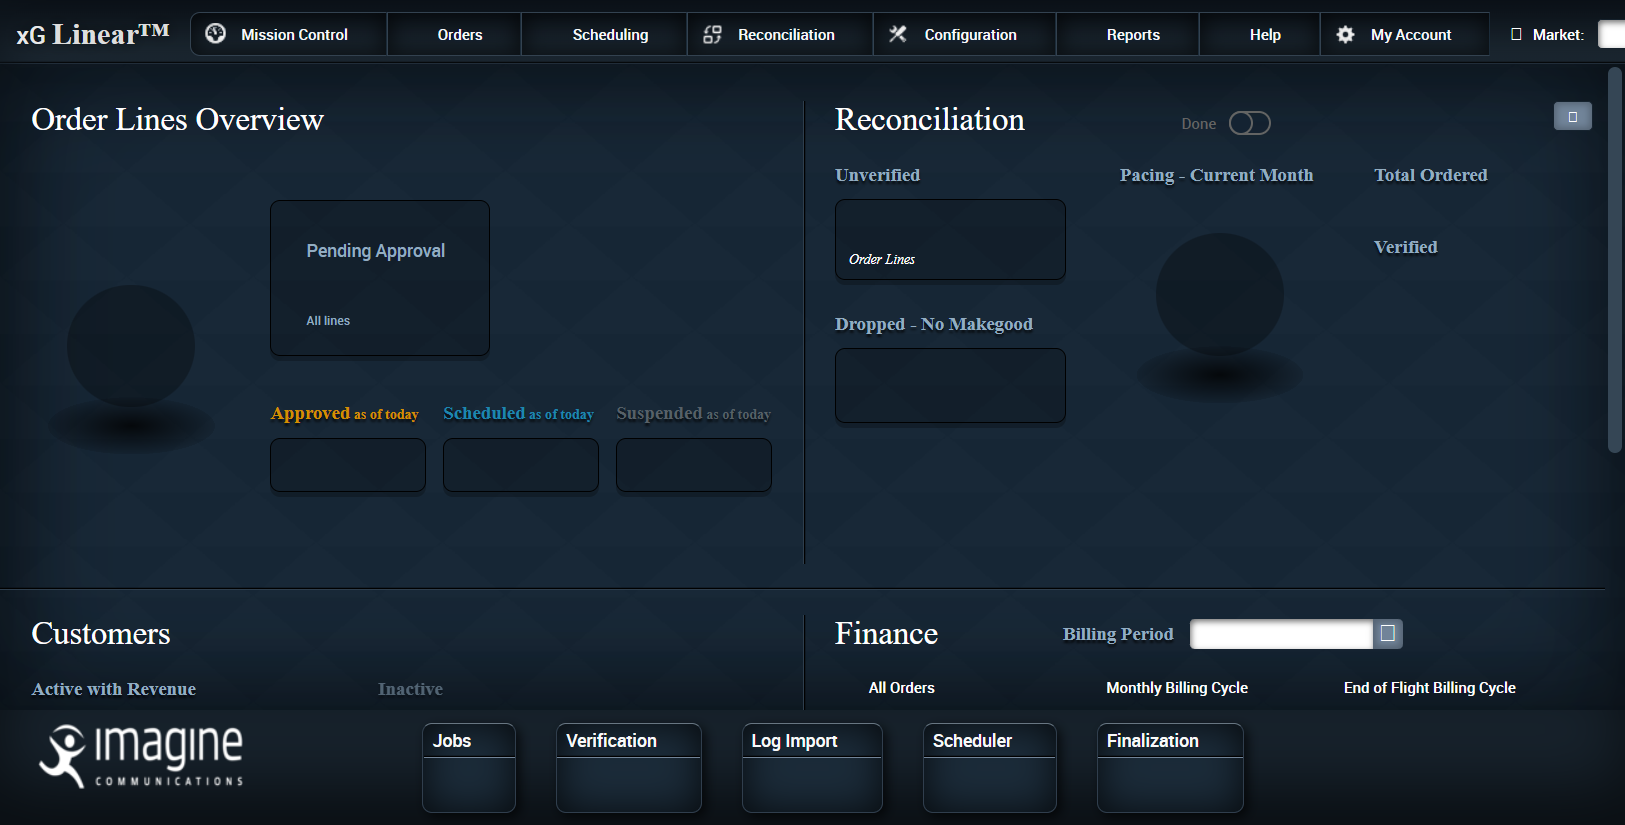 xG Linear™
Mission Control
Orders
Scheduling
Reconciliation
Configuration
Reports
Help
My Account
Market:
Order Lines Overview
Pending Approval
All lines
Approved as of today
Scheduled as of today
Suspended as of today
Reconciliation
Done
Unverified
Order Lines
Dropped - No Makegood
Pacing - Current Month
Total Ordered
Verified
Customers
Active with Revenue
Inactive
Finance
Billing Period
All Orders
Monthly Billing Cycle
End of Flight Billing Cycle
imagine
COMMUNICATIONS
Jobs
Verification
Log Import
Scheduler
Finalization